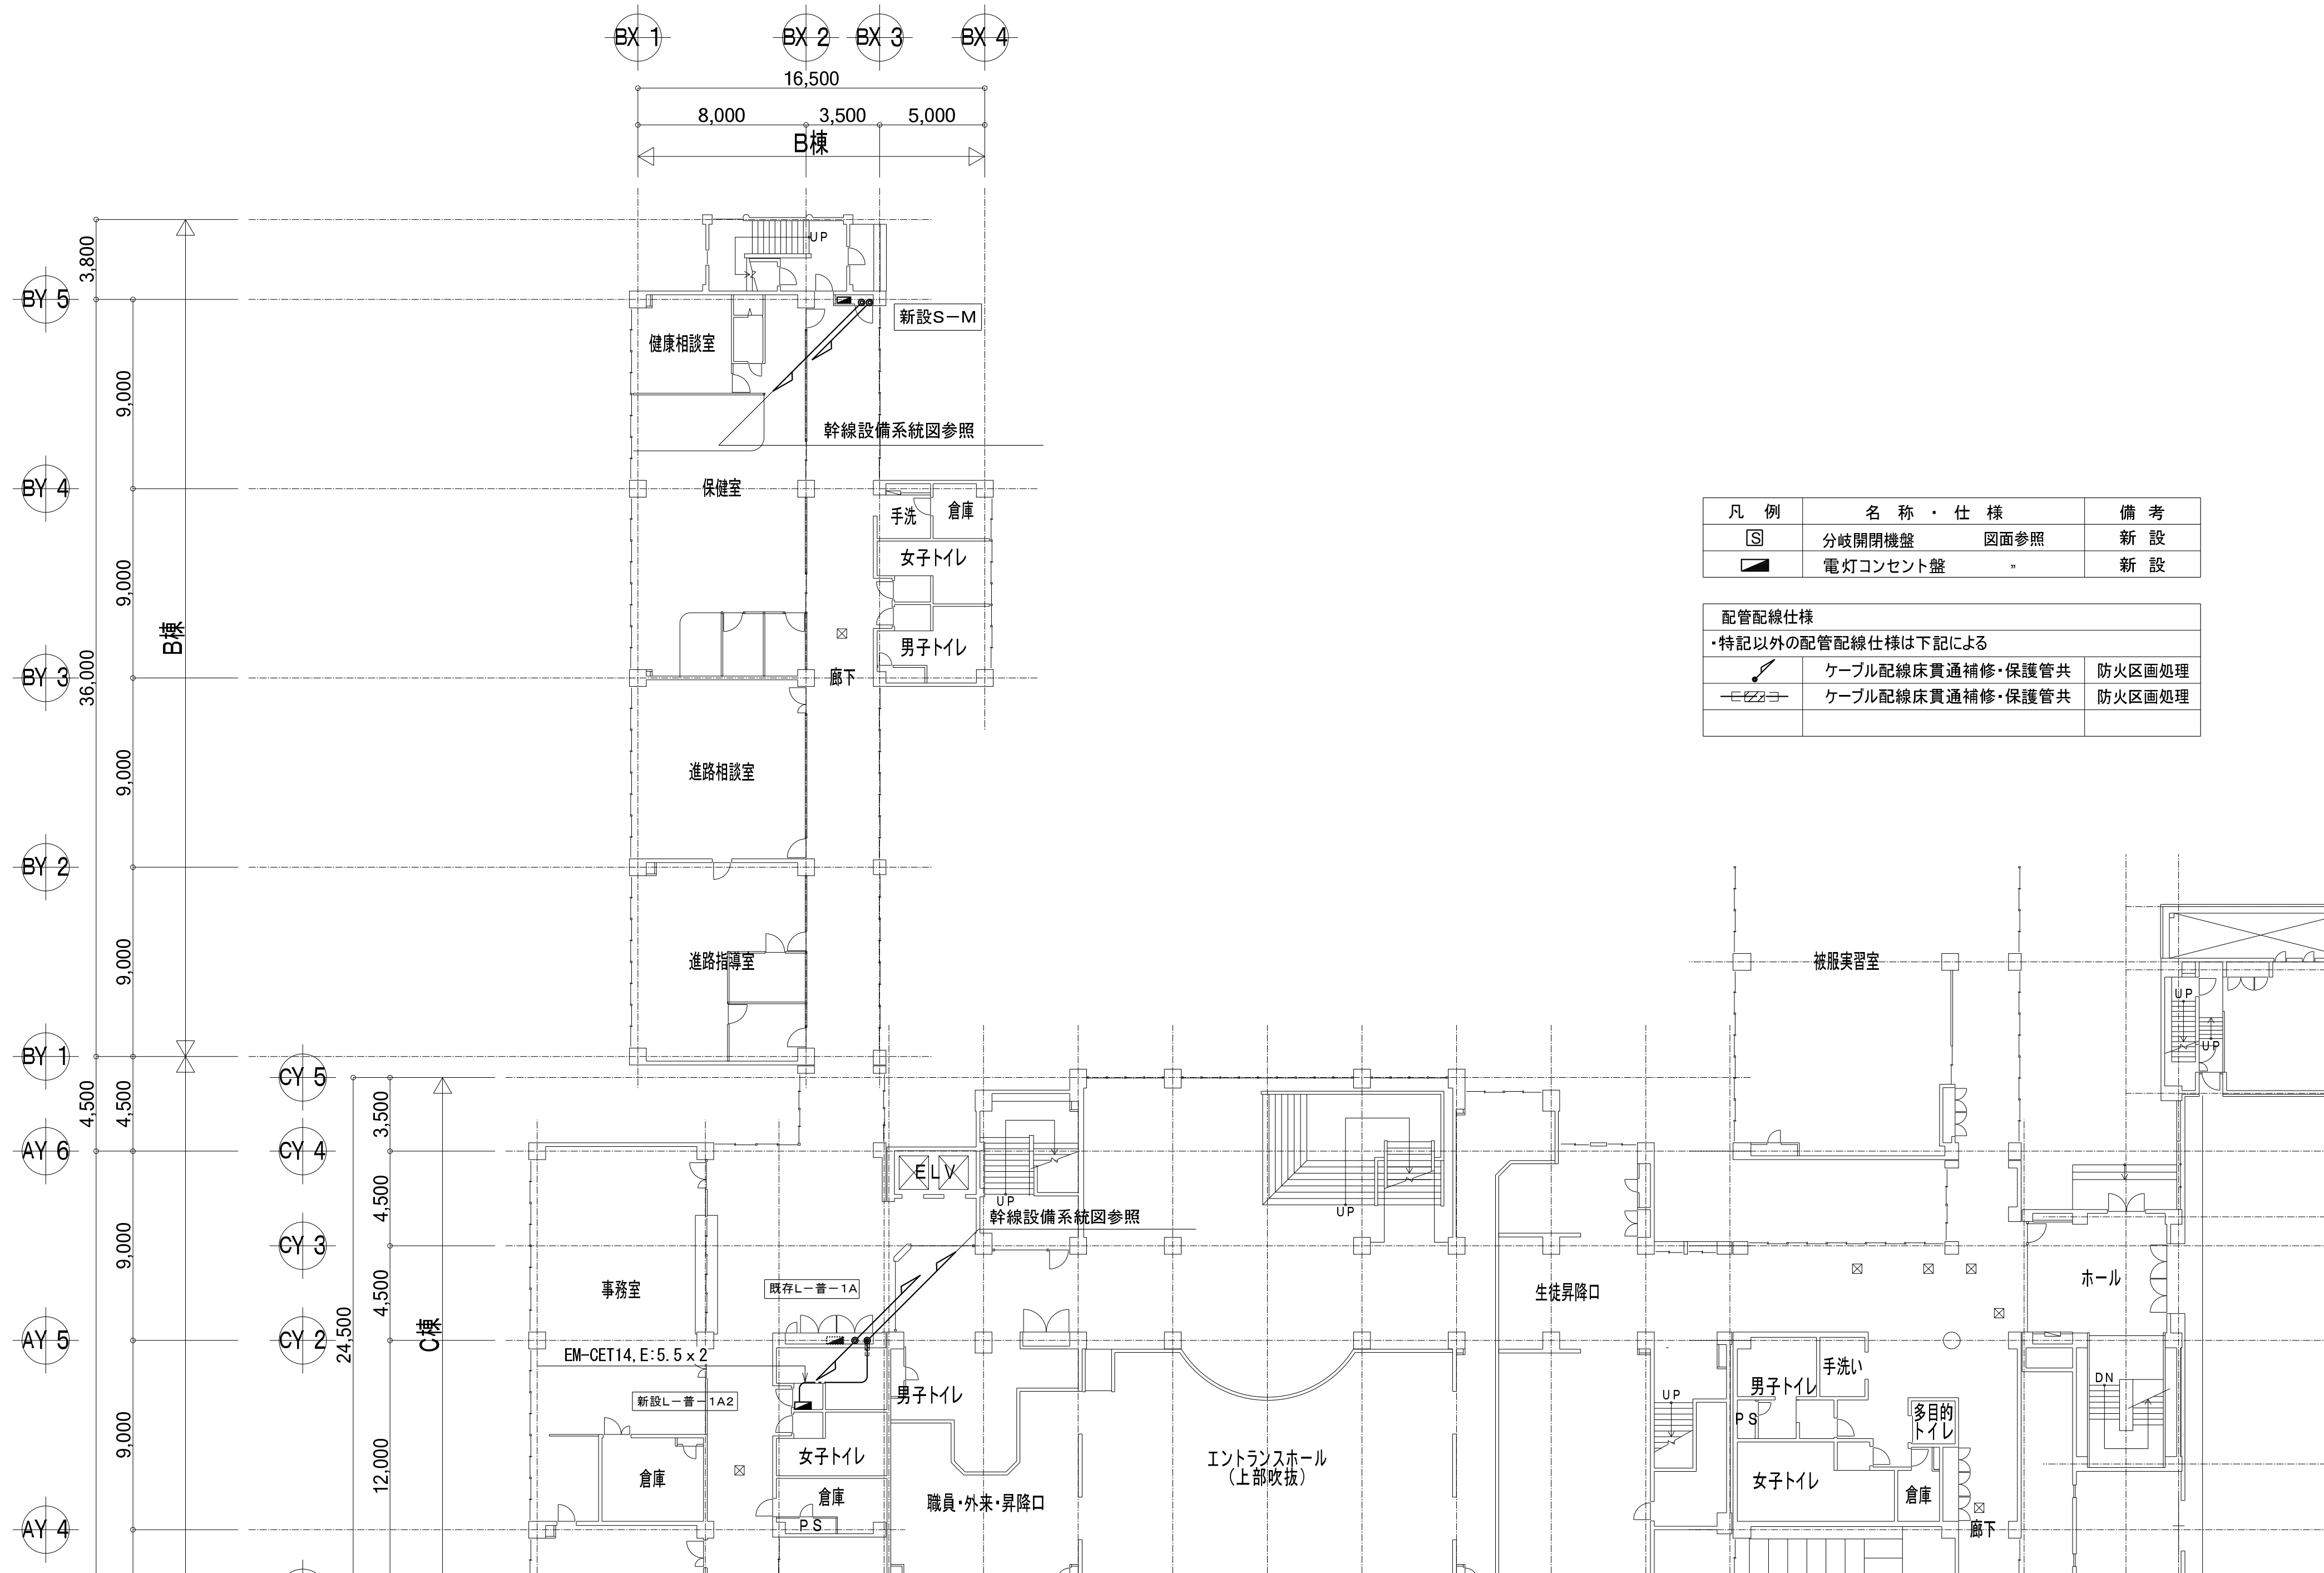 BX 1
BX 2
BX 3
BX 4
16,500
8,000
3,500
5,000
B棟
UP
3,800
BY 5
新設S－M
健康相談室
9,000
幹線設備系統図参照
BY 4
保健室
手洗
倉庫
女子トイレ
凡 例 名 称 ・ 仕 様 備 考
S 分岐開閉機盤 図面参照 新 設
電灯コンセント盤 〃 新 設
9,000
配管配線仕様
・特記以外の配管配線仕様は下記による
ケーブル配線床貫通補修・保護管共 防火区画処理
ケーブル配線床貫通補修・保護管共 防火区画処理
B棟
男子トイレ
BY 3
36,000
廊下
9,000
進路相談室
BY 2
9,000
進路指導室
被服実習室
UP
UP
BY 1
CY 5
4,500
4,500
3,500
AY 6
CY 4
ELV
UP
UP
幹線設備系統図参照
4,500
9,000
CY 3
事務室
既存L－普－1A
4,500
生徒昇降口
ホール
AY 5
CY 2
24,500
C棟
EM-CET14,E:5.5x2
新設L－普－1A2
男子トイレ
UP
男子トイレ
手洗い
PS
多目的
トイレ
DN
9,000
12,000
倉庫
女子トイレ
倉庫
PS
職員・外来・昇降口
エントランスホール
（上部吹抜）
女子トイレ
倉庫
廊下
AY 4